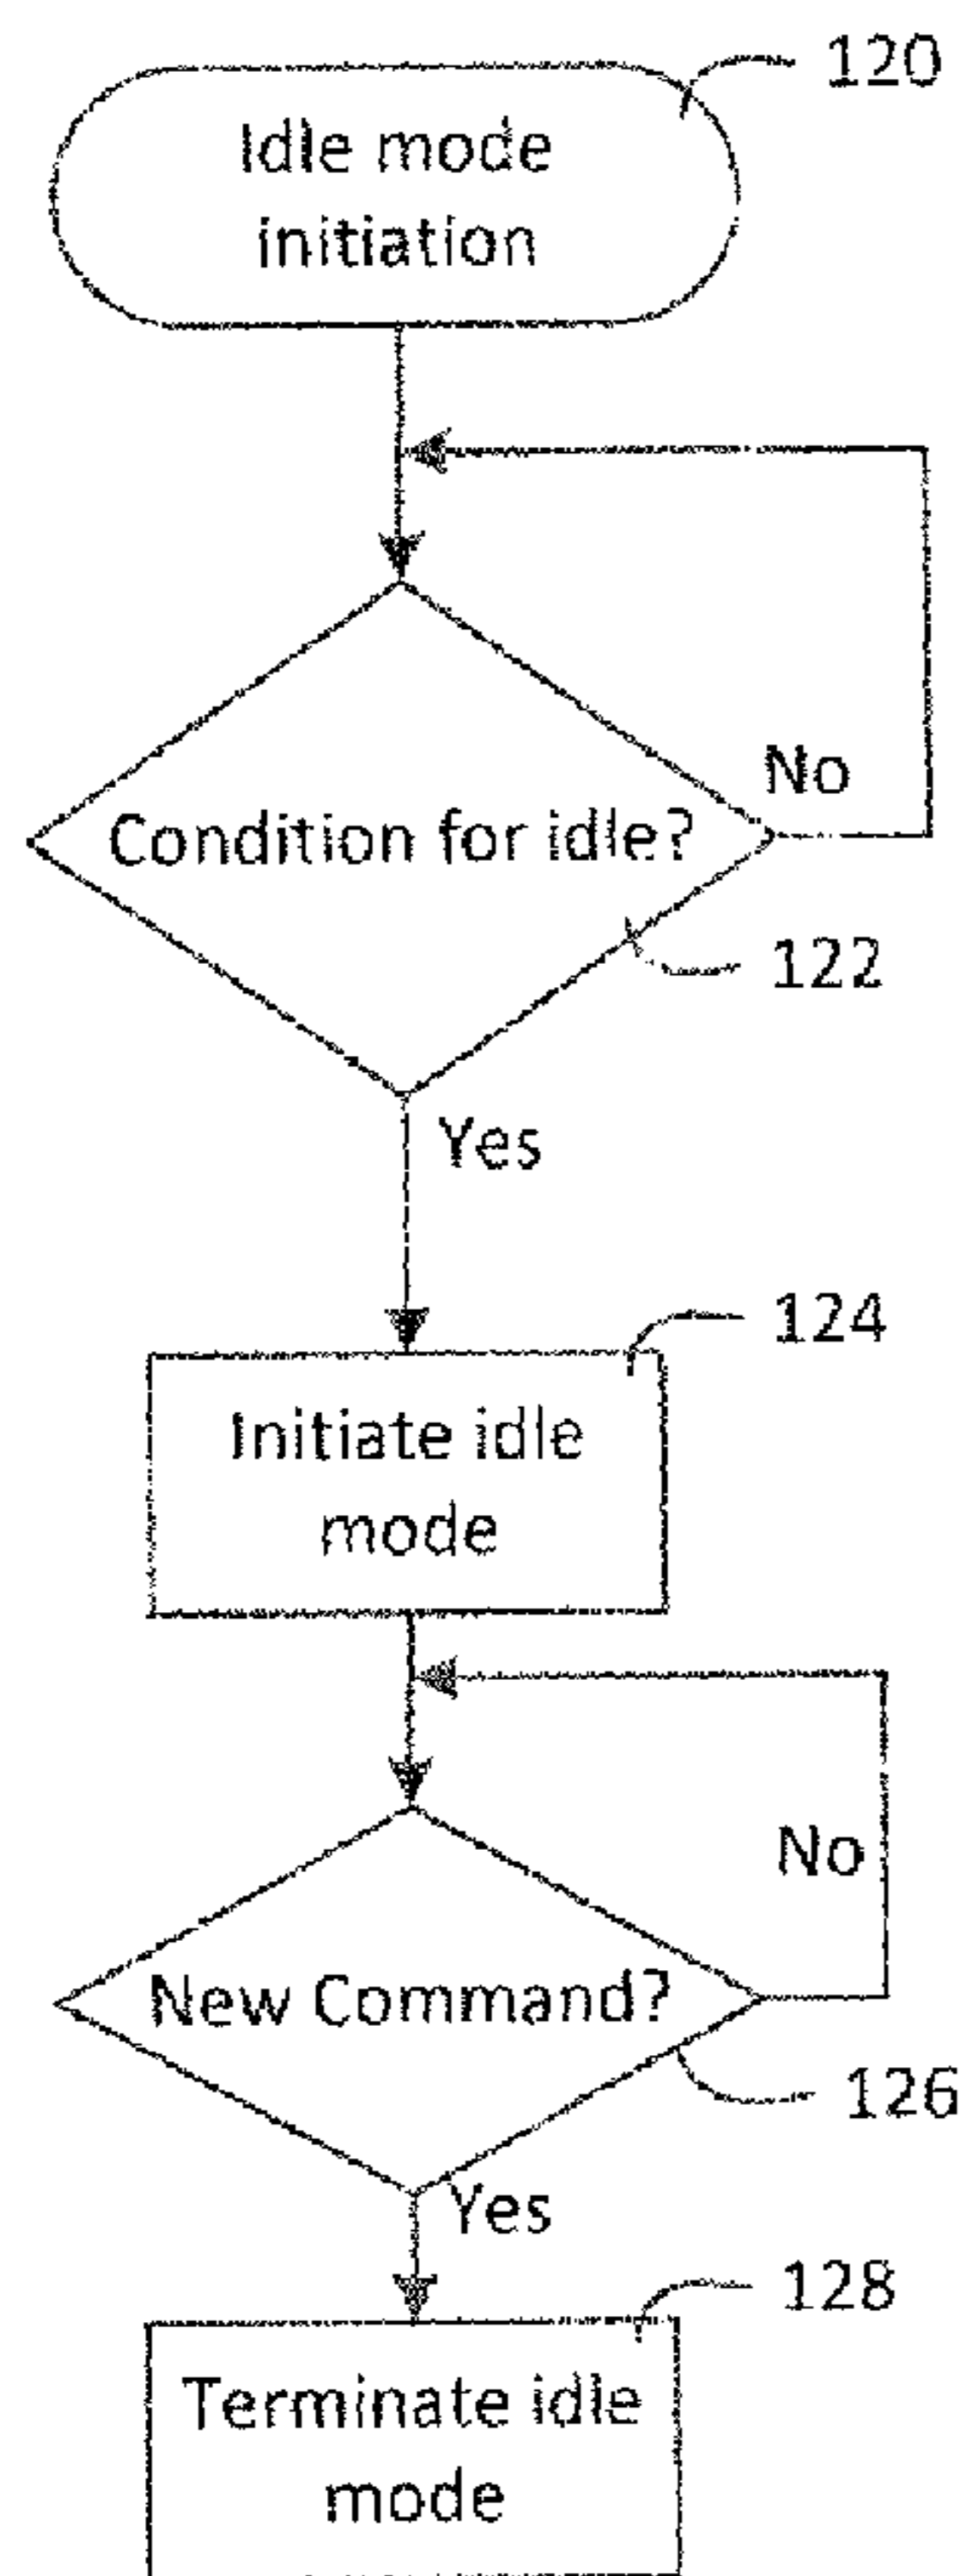 120
Idle mode
initiation
No
Condition for idle?
122
Yes
124
Initiate idle
mode
No
New Command?
126
Yes
128
Terminate idle
mode